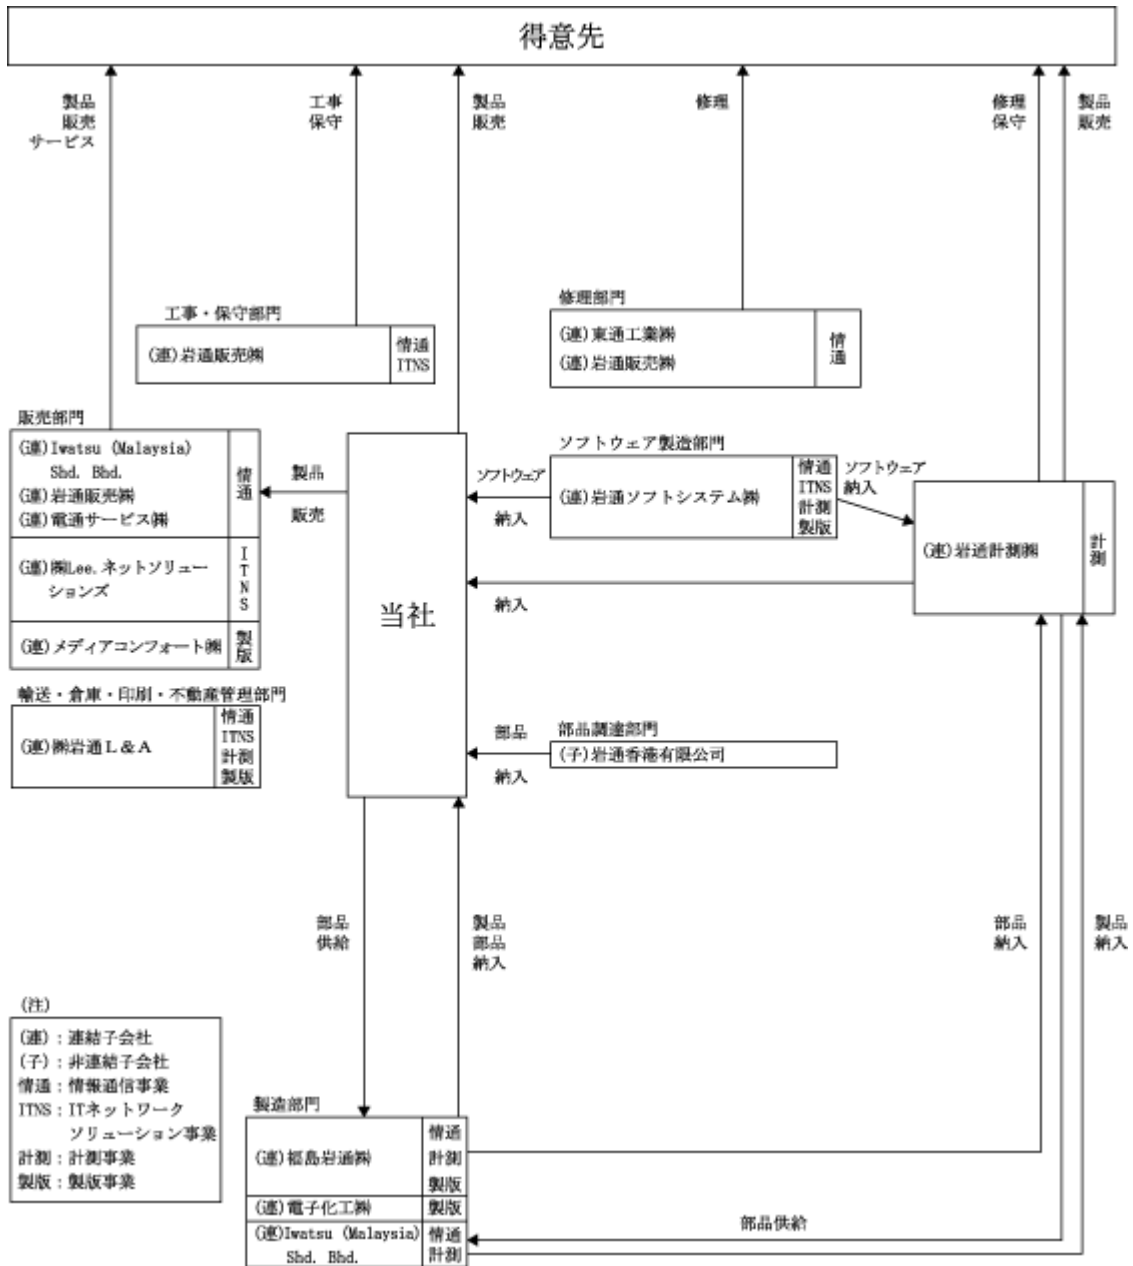 得意先
製品
販売
サービス
工事
保守
製品
販売
修理
修理
保守
製品
販売
工事・保守部門
(連)岩通販売㈱
情通
ITNS
修理部門
(連)東通工業㈱
(連)岩通販売㈱
情通
販売部門
(連)Iwatsu (Malaysia)
Shd. Bhd.
(連)岩通販売㈱
(連)電通サービス㈱
情通
(連)㈱Lee.ネットソリュー
ションズ
ITNS
(連)メディアコンフォート㈱
製版
製品
販売
当社
ソフトウェア
納入
ソフトウェア製造部門
(連)岩通ソフトシステム㈱
情通
ITNS
計測
製版
ソフトウェア
納入
(連)岩通計測㈱
計測
納入
輸送・倉庫・印刷・不動産管理部門
(連)㈱岩通L&A
情通
ITNS
計測
製版
部品
納入
部品調達部門
(子)岩通香港有限公司
部品
供給
製品
部品
納入
部品
納入
製品
納入
(注)
(連)：連結子会社
(子)：非連結子会社
情通：情報通信事業
ITNS：ITネットワーク
ソリューション事業
計測：計測事業
製版：製版事業
製造部門
(連)福島岩通㈱
情通
計測
製版
(連)電子化工㈱
製版
(連)Iwatsu (Malaysia)
Shd. Bhd.
情通
計測
部品供給